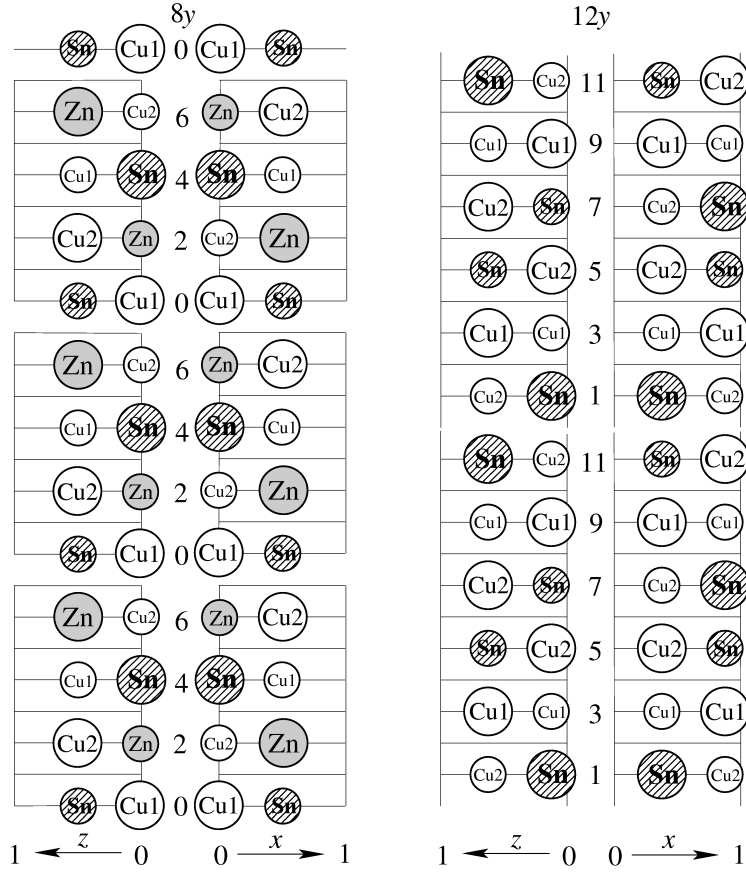 8y 12y
Sn Cu1 0 Cu1 Sn
Sn Cu2 11 Sn Cu2
Zn Cu2 6 Zn Cu2
Cu1 Cu1 9 Cu1 Cu1
Cu1 Sn 4 Sn Cu1
Cu2 Sn 7 Cu2 Sn
Cu2 Zn 2 Cu2 Zn
Sn Cu2 5 Cu2 Sn
Sn Cu1 0 Cu1 Sn
Cu1 Cu1 3 Cu1 Cu1
Zn Cu2 6 Zn Cu2
Cu2 Sn 1 Sn Cu2
Cu1 Sn 4 Sn Cu1
Sn Cu2 11 Sn Cu2
Cu2 Zn 2 Cu2 Zn
Cu1 Cu1 9 Cu1 Cu1
Sn Cu1 0 Cu1 Sn
Cu2 Sn 7 Cu2 Sn
Zn Cu2 6 Zn Cu2
Sn Cu2 5 Cu2 Sn
Cu1 Sn 4 Sn Cu1
Cu1 Cu1 3 Cu1 Cu1
Cu2 Zn 2 Cu2 Zn
Cu2 Sn 1 Sn Cu2
Sn Cu1 0 Cu1 Sn
z x z x
1 0 0 1 1 0 0 1